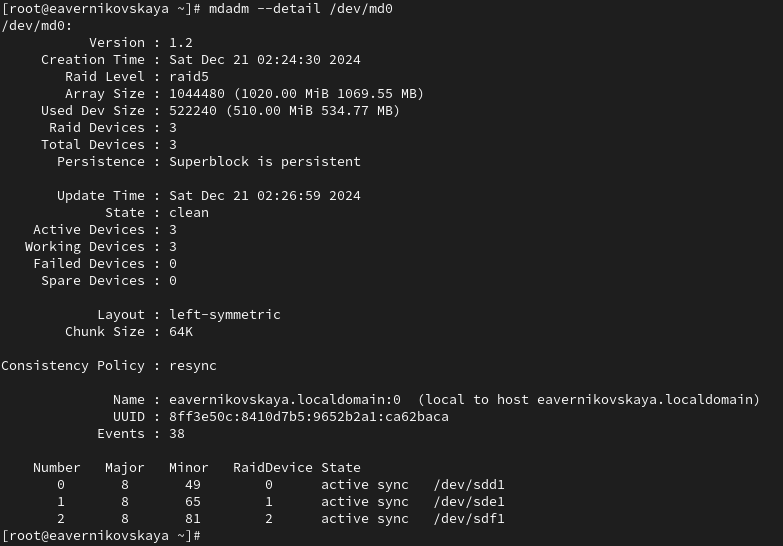 [root@eavernikovskaya ~]# mdadm --detail /dev/md0
/dev/md0:
Version : 1.2
Creation Time : Sat Dec 21 02:24:30 2024
Raid Level : raid5
Array Size : 1044480 (1020.00 MiB 1069.55 MB)
Used Dev Size : 522240 (510.00 MiB 534.77 MB)
Raid Devices : 3
Total Devices : 3
Persistence : Superblock is persistent
Update Time : Sat Dec 21 02:26:59 2024
State : clean
Active Devices : 3
Working Devices : 3
Failed Devices : 0
Spare Devices : 0
Layout : left-symmetric
Chunk Size : 64K
Consistency Policy : resync
Name : eavernikovskaya.localdomain:0 (local to host eavernikovskaya.localdomain)
UUID : 8ff3e50c:8410d7b5:9652b2a1:ca62baca
Events : 38
Number Major Minor RaidDevice State
0 8 49 0 active sync /dev/sdd1
1 8 65 1 active sync /dev/sde1
2 8 81 2 active sync /dev/sdf1
[root@eavernikovskaya ~]#